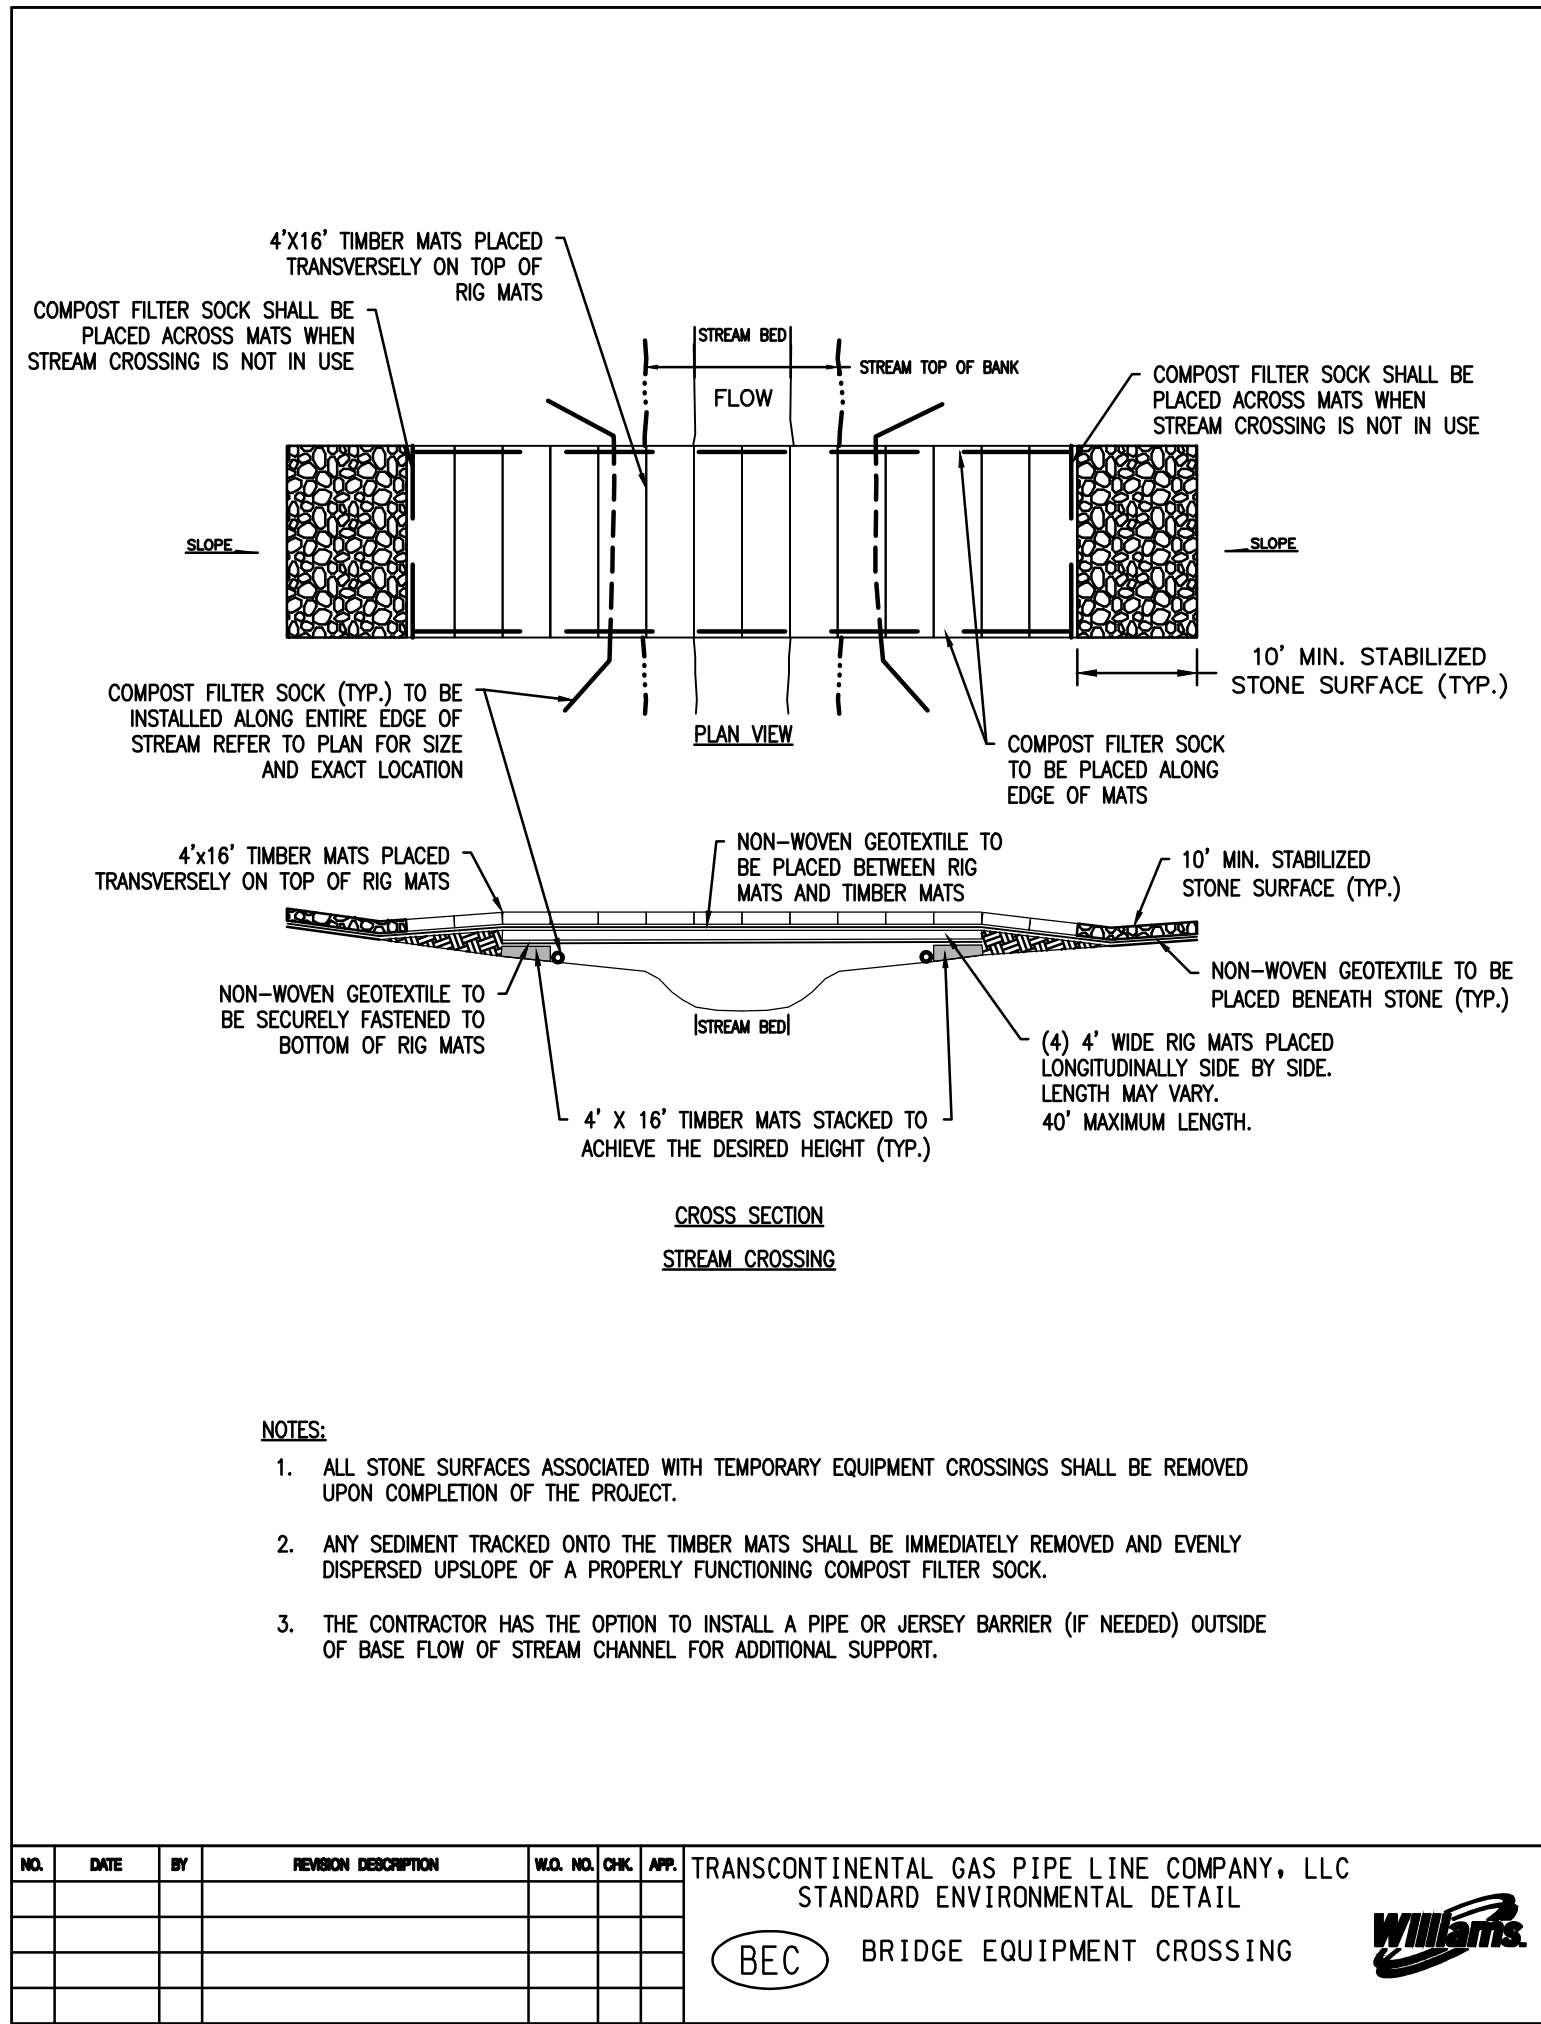 4'X16' TIMBER MATS PLACED
TRANSVERSELY ON TOP OF
RIG MATS
COMPOST FILTER SOCK SHALL BE
PLACED ACROSS MATS WHEN
STREAM CROSSING IS NOT IN USE
STREAM BED
STREAM TOP OF BANK
FLOW
COMPOST FILTER SOCK SHALL BE
PLACED ACROSS MATS WHEN
STREAM CROSSING IS NOT IN USE
SLOPE
SLOPE
10' MIN. STABILIZED
STONE SURFACE (TYP.)
COMPOST FILTER SOCK (TYP.) TO BE
INSTALLED ALONG ENTIRE EDGE OF
STREAM REFER TO PLAN FOR SIZE
AND EXACT LOCATION
PLAN VIEW
COMPOST FILTER SOCK
TO BE PLACED ALONG
EDGE OF MATS
4'x16' TIMBER MATS PLACED
TRANSVERSELY ON TOP OF RIG MATS
NON-WOVEN GEOTEXTILE TO
BE PLACED BETWEEN RIG
MATS AND TIMBER MATS
10' MIN. STABILIZED
STONE SURFACE (TYP.)
NON-WOVEN GEOTEXTILE TO
BE SECURELY FASTENED TO
BOTTOM OF RIG MATS
STREAM BED
NON-WOVEN GEOTEXTILE TO BE
PLACED BENEATH STONE (TYP.)
(4) 4' WIDE RIG MATS PLACED
LONGITUDINALLY SIDE BY SIDE.
LENGTH MAY VARY.
40' MAXIMUM LENGTH.
4' X 16' TIMBER MATS STACKED TO
ACHIEVE THE DESIRED HEIGHT (TYP.)
CROSS SECTION
STREAM CROSSING
NOTES:
1. ALL STONE SURFACES ASSOCIATED WITH TEMPORARY EQUIPMENT CROSSINGS SHALL BE REMOVED
UPON COMPLETION OF THE PROJECT.
2. ANY SEDIMENT TRACKED ONTO THE TIMBER MATS SHALL BE IMMEDIATELY REMOVED AND EVENLY
DISPERSED UPSLOPE OF A PROPERLY FUNCTIONING COMPOST FILTER SOCK.
3. THE CONTRACTOR HAS THE OPTION TO INSTALL A PIPE OR JERSEY BARRIER (IF NEEDED) OUTSIDE
OF BASE FLOW OF STREAM CHANNEL FOR ADDITIONAL SUPPORT.
NO. DATE BY REVISION DESCRIPTION W.O. NO. CHK. APP.
TRANSCONTINENTAL GAS PIPE LINE COMPANY, LLC
STANDARD ENVIRONMENTAL DETAIL
BEC BRIDGE EQUIPMENT CROSSING
Williams.